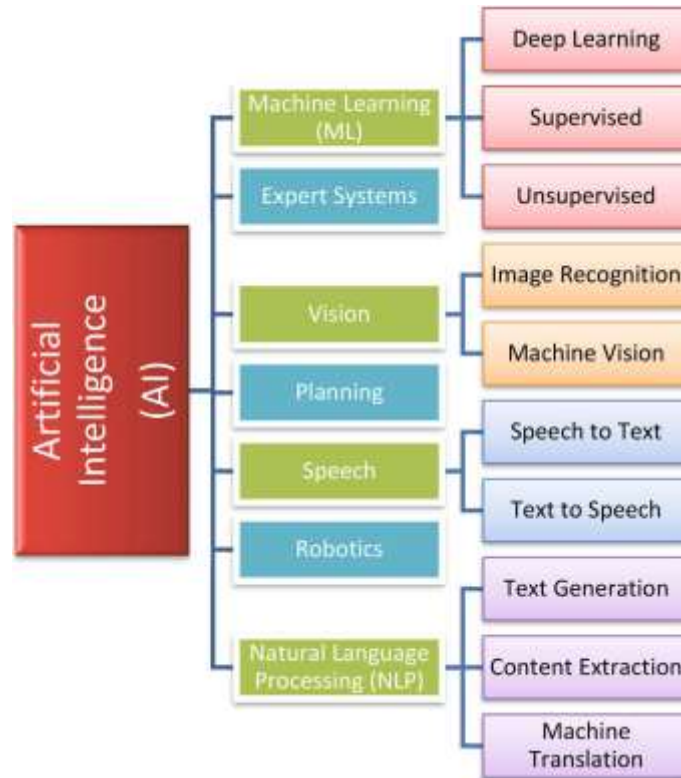 Artificial
Intelligence
(AI)
Machine Learning
(ML)
Deep Learning
Supervised
Unsupervised
Expert Systems
Vision
Image Recognition
Machine Vision
Planning
Speech
Speech to Text
Text to Speech
Robotics
Natural Language
Processing (NLP)
Text Generation
Content Extraction
Machine
Translation